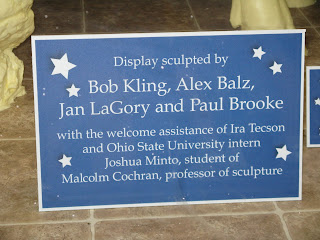 Display sculpted by
Bob Kling, Alex Balz,
Jan LaGory and Paul Brooke
with the welcome assistance of Ira Tecson
and Ohio State University intern
Joshua Minto, student of
Malcolm Cochran, professor of sculpture